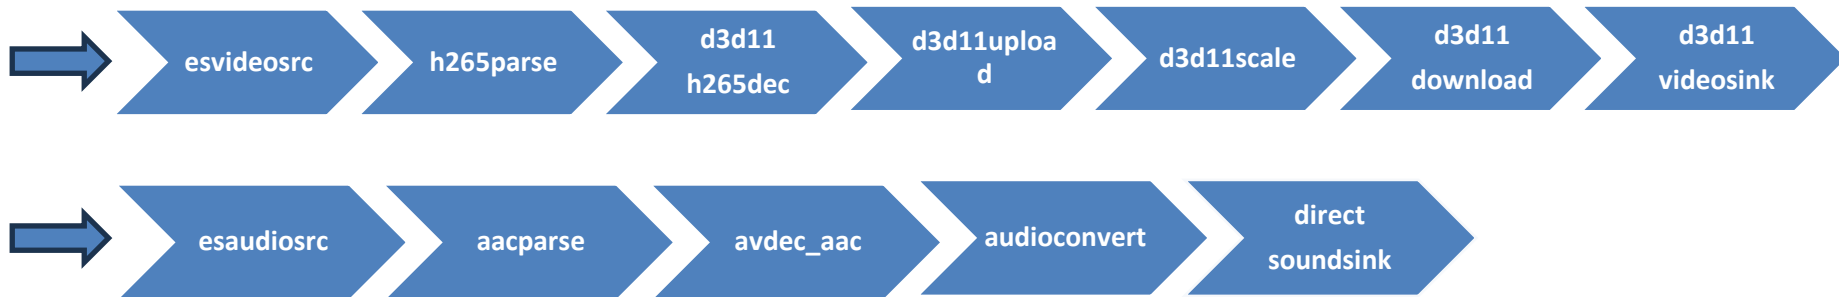 esvideosrc
h265parse
d3d11
h265dec
d3d11uploa
d
d3d11scale
d3d11
download
d3d11
videosink
esaudiosrc
aacparse
avdec_aac
audioconvert
direct
soundsink